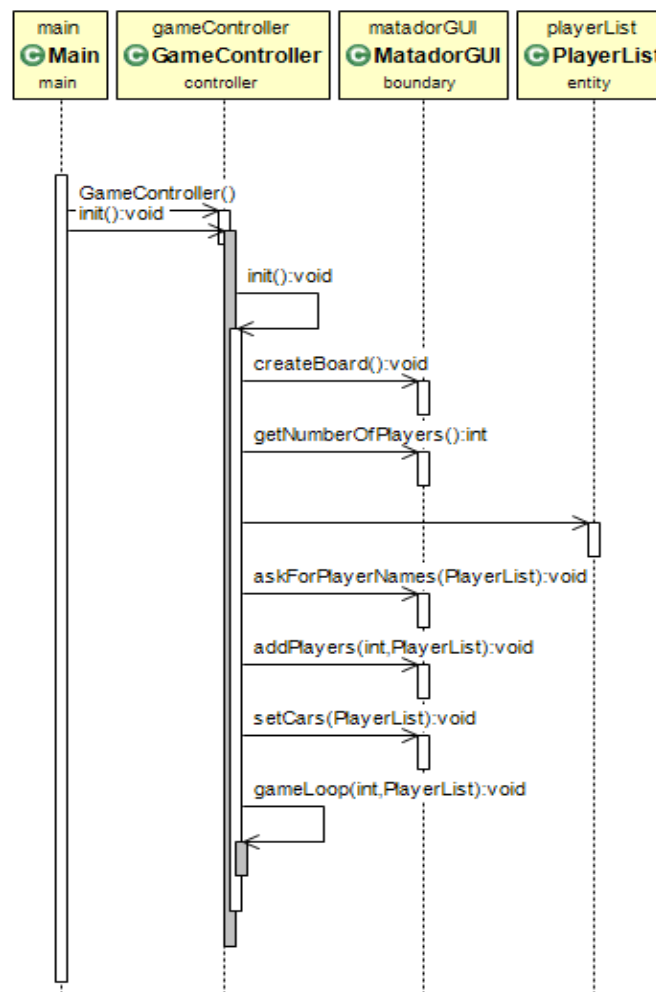 main
C Main
main
gameController
C GameController
controller
matadorGUI
C MatadorGUI
boundary
playerList
C PlayerList
entity
GameController()
init():void
init():void
createBoard():void
getNumberOfPlayers():int
askForPlayerNames(PlayerList):void
addPlayers(int,PlayerList):void
setCars(PlayerList):void
gameLoop(int,PlayerList):void